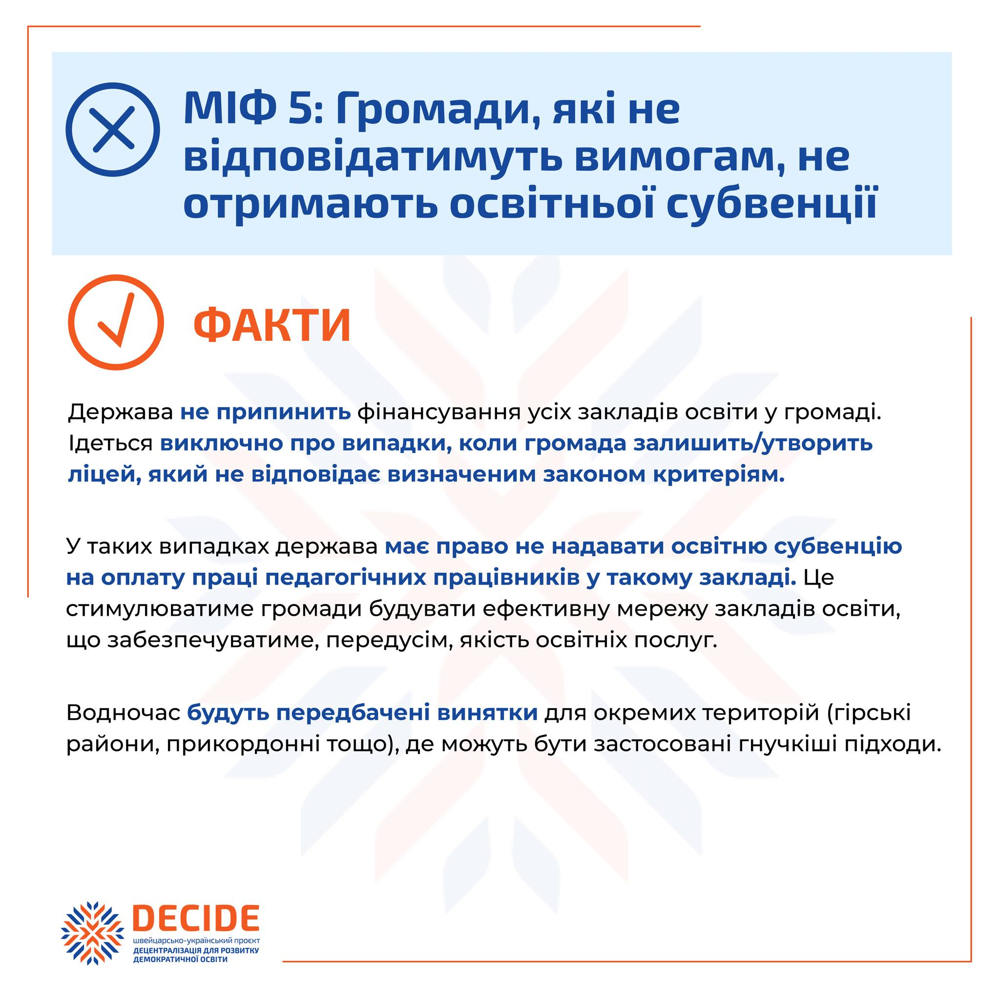 МІФ 5: Громади, які не
відповідатимуть вимогам, не
отримають освітньої субвенції
ФАКТИ
Держава не припинить фінансування усіх закладів освіти у громаді.
Ідеться виключно про випадки, коли громада залишить/утворить
ліцей, який не відповідає визначеним законом критеріям.
У таких випадках держава має право не надавати освітню субвенцію
на оплату праці педагогічних працівників у такому закладі. Це
стимулюватиме громади будувати ефективну мережу закладів освіти,
що забезпечуватиме, передусім, якість освітніх послуг.
Водночас будуть передбачені винятки для окремих територій (гірські
райони, прикордонні тощо), де можуть бути застосовані гнучкіші підходи.
DECIDE
швейцарсько-український проєкт
ДЕЦЕНТРАЛІЗАЦІЯ ДЛЯ РОЗВИТКУ
ДЕМОКРАТИЧНОЇ ОСВІТИ